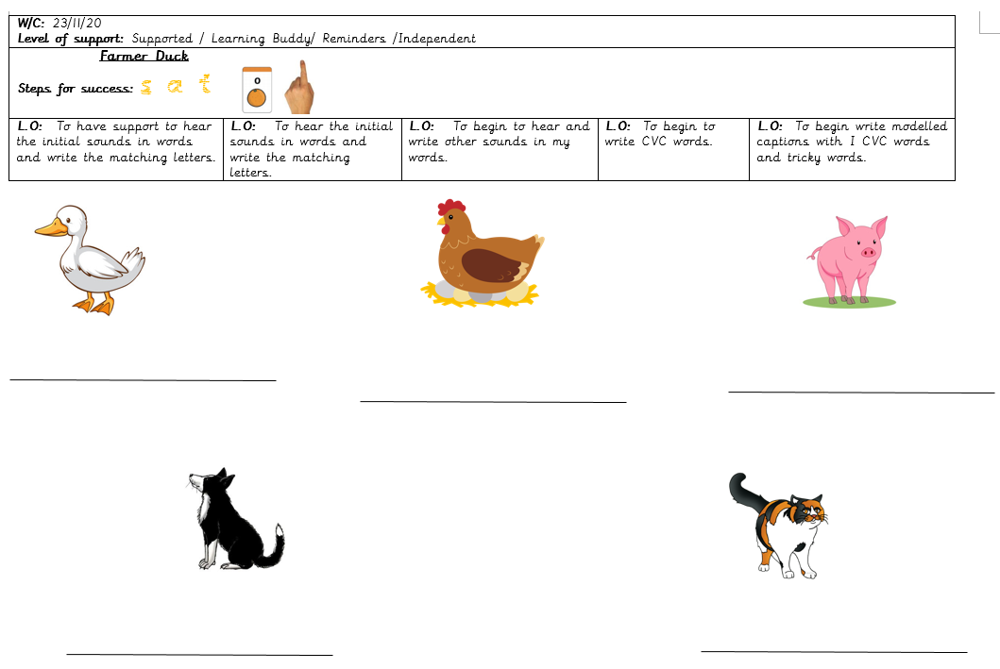 W/C: 23/11/20
Level of support: Supported / Learning Buddy/ Reminders /Independent
Farmer Duck
Steps for success: s a t
o
L.O: To have support to hear
the initial sounds in words
and write the matching letters.
L.O: To hear the initial
sounds in words and
write the matching
letters.
L.O: To begin to hear and
write other sounds in my
words.
L.O: To begin to
write CVC words.
L.O: To begin write modelled
captions with 1 CVC words
and tricky words.